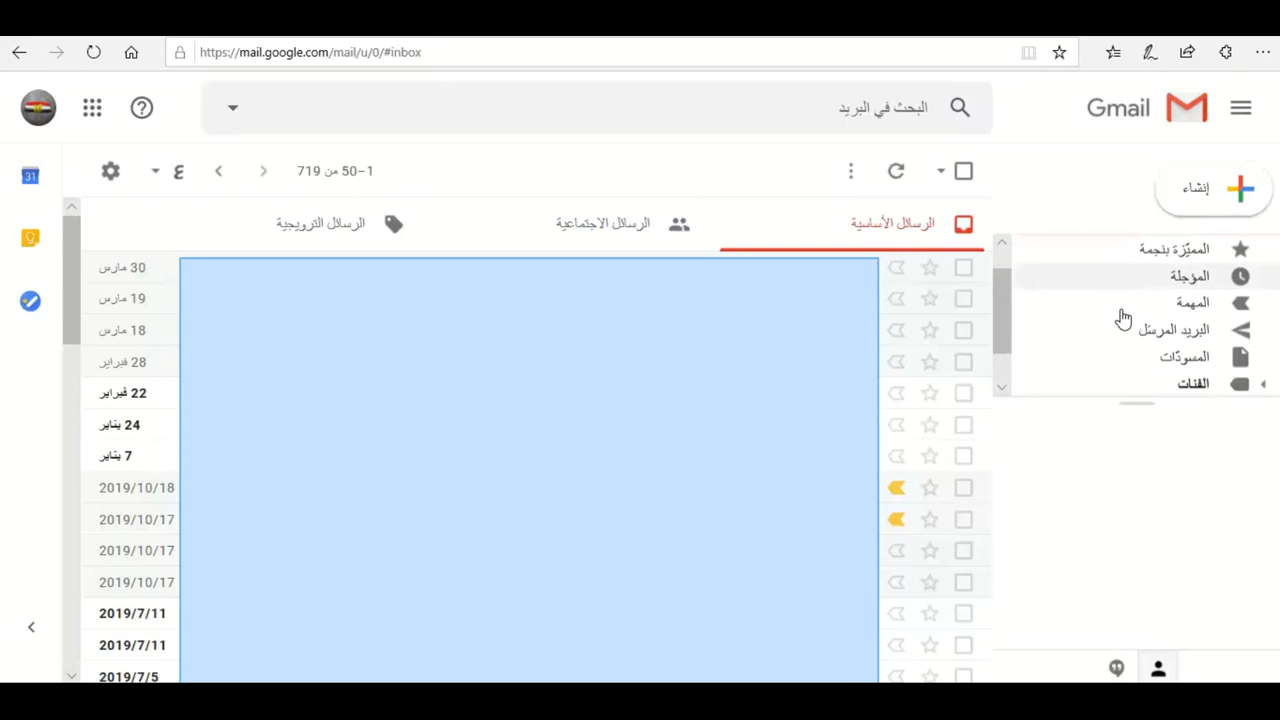 https://mail.google.com/mail/u/0/#inbox
Gmail
البحث في البريد
إنشاء
1–50 من 719
ع
31
الرسائل الأساسية
الرسائل الاجتماعية
الرسائل الترويجية
المميّزة بنجمة
المؤجلة
المهمة
البريد المرسَل
المسودّات
الفئات
30 مارس
19 مارس
18 مارس
28 فبراير
22 فبراير
24 يناير
7 يناير
2019/10/18
2019/10/17
2019/10/17
2019/10/17
2019/7/11
2019/7/11
2019/7/5